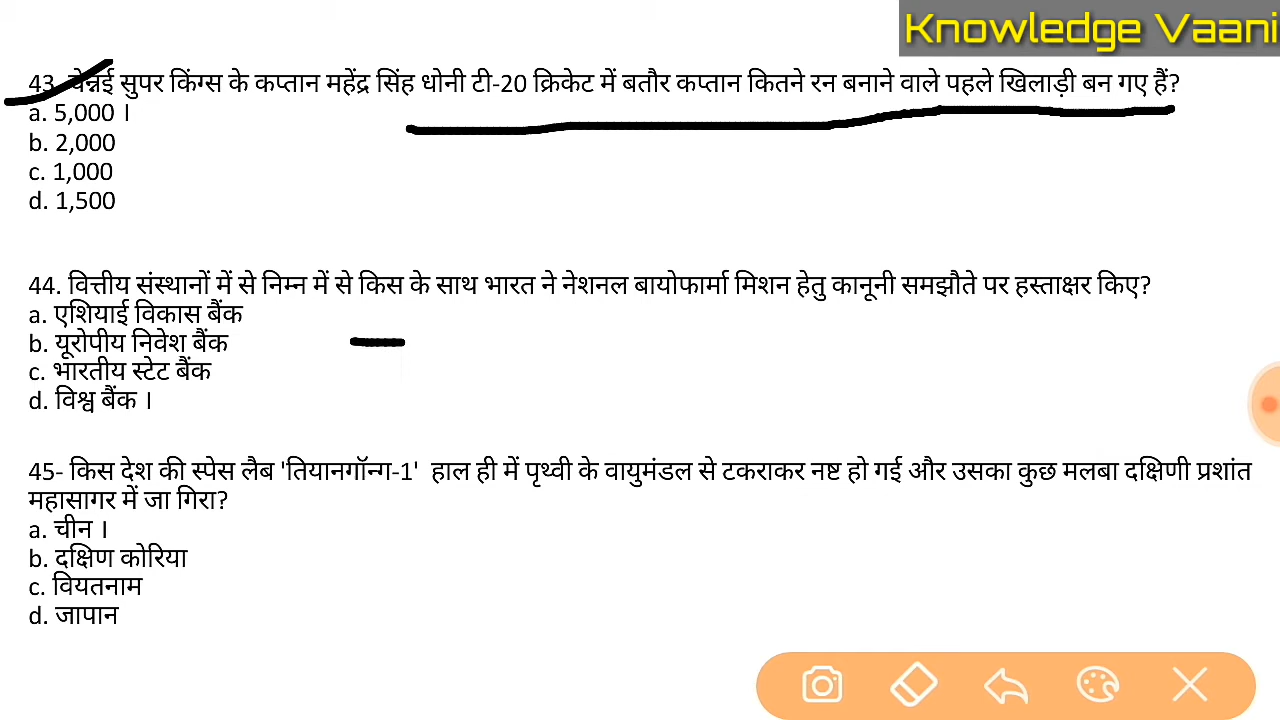 Knowledge Vaani
43. चेन्नई सुपर किंग्स के कप्तान महेंद्र सिंह धोनी टी-20 क्रिकेट में बतौर कप्तान कितने रन बनाने वाले पहले खिलाड़ी बन गए हैं?
a. 5,000 ।
b. 2,000
c. 1,000
d. 1,500
44. वित्तीय संस्थानों में से निम्न में से किस के साथ भारत ने नेशनल बायोफार्मा मिशन हेतु कानूनी समझौते पर हस्ताक्षर किए?
a. एशियाई विकास बैंक
b. यूरोपीय निवेश बैंक
c. भारतीय स्टेट बैंक
d. विश्व बैंक ।
45- किस देश की स्पेस लैब 'तियानगॉन्ग-1' हाल ही में पृथ्वी के वायुमंडल से टकराकर नष्ट हो गई और उसका कुछ मलबा दक्षिणी प्रशांत
महासागर में जा गिरा?
a. चीन ।
b. दक्षिण कोरिया
c. वियतनाम
d. जापान